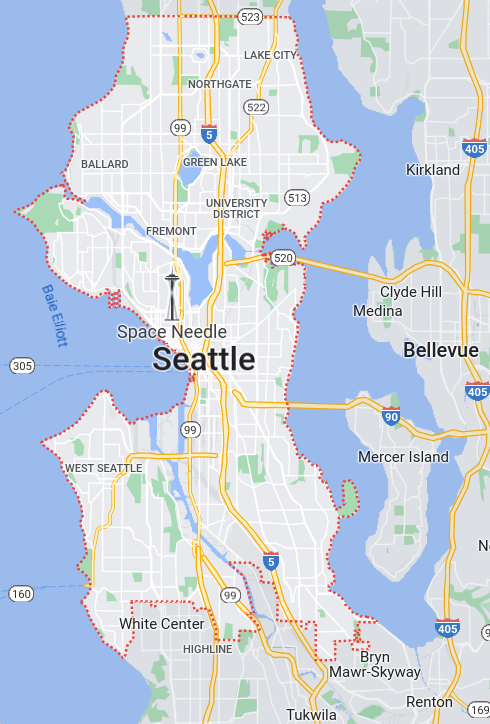 523
LAKE CITY
NORTHGATE
522
99
5
405
BALLARD
GREEN LAKE
Kirkland
513
UNIVERSITY
DISTRICT
FREMONT
520
Clyde Hill
Baie Elliott
Medina
Space Needle
Bellevue
Seattle
305
405
90
99
Mercer Island
WEST SEATTLE
N
5
160
99
White Center
405
9
HIGHLINE
Bryn
Mawr-Skyway
Renton
169
Tukwila